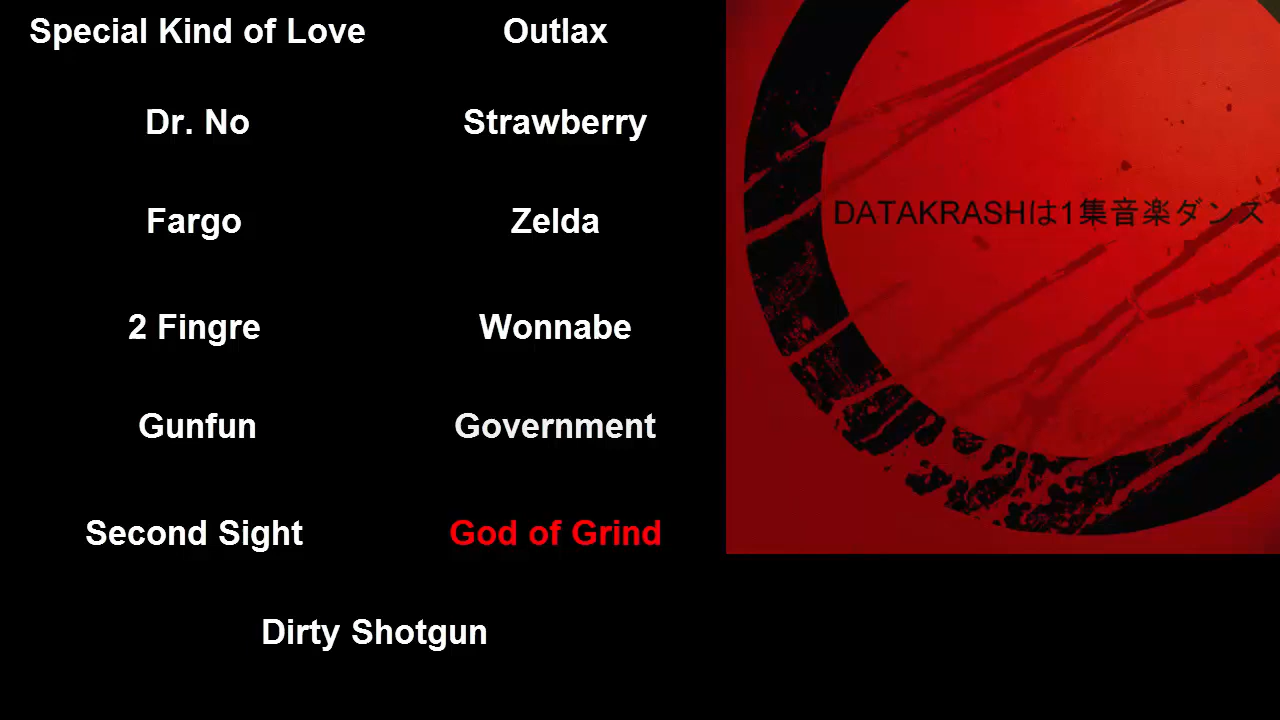 Special Kind of Love
Outlax
Dr. No
Strawberry
Fargo
Zelda
2 Fingre
Wonnabe
Gunfun
Government
Second Sight
God of Grind
Dirty Shotgun
DATAKRASHは1集音楽ダンス